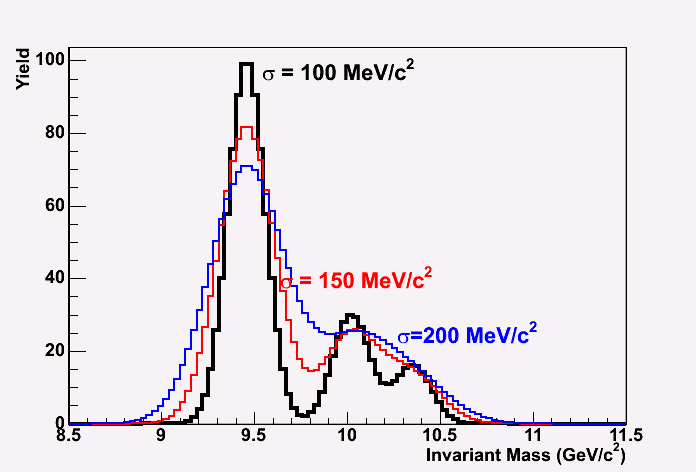 Yield
100
80
60
40
20
0
σ = 100 MeV/c²
σ = 150 MeV/c²
σ=200 MeV/c²
8.5 9 9.5 10 10.5 11 11.5
Invariant Mass (GeV/c²)